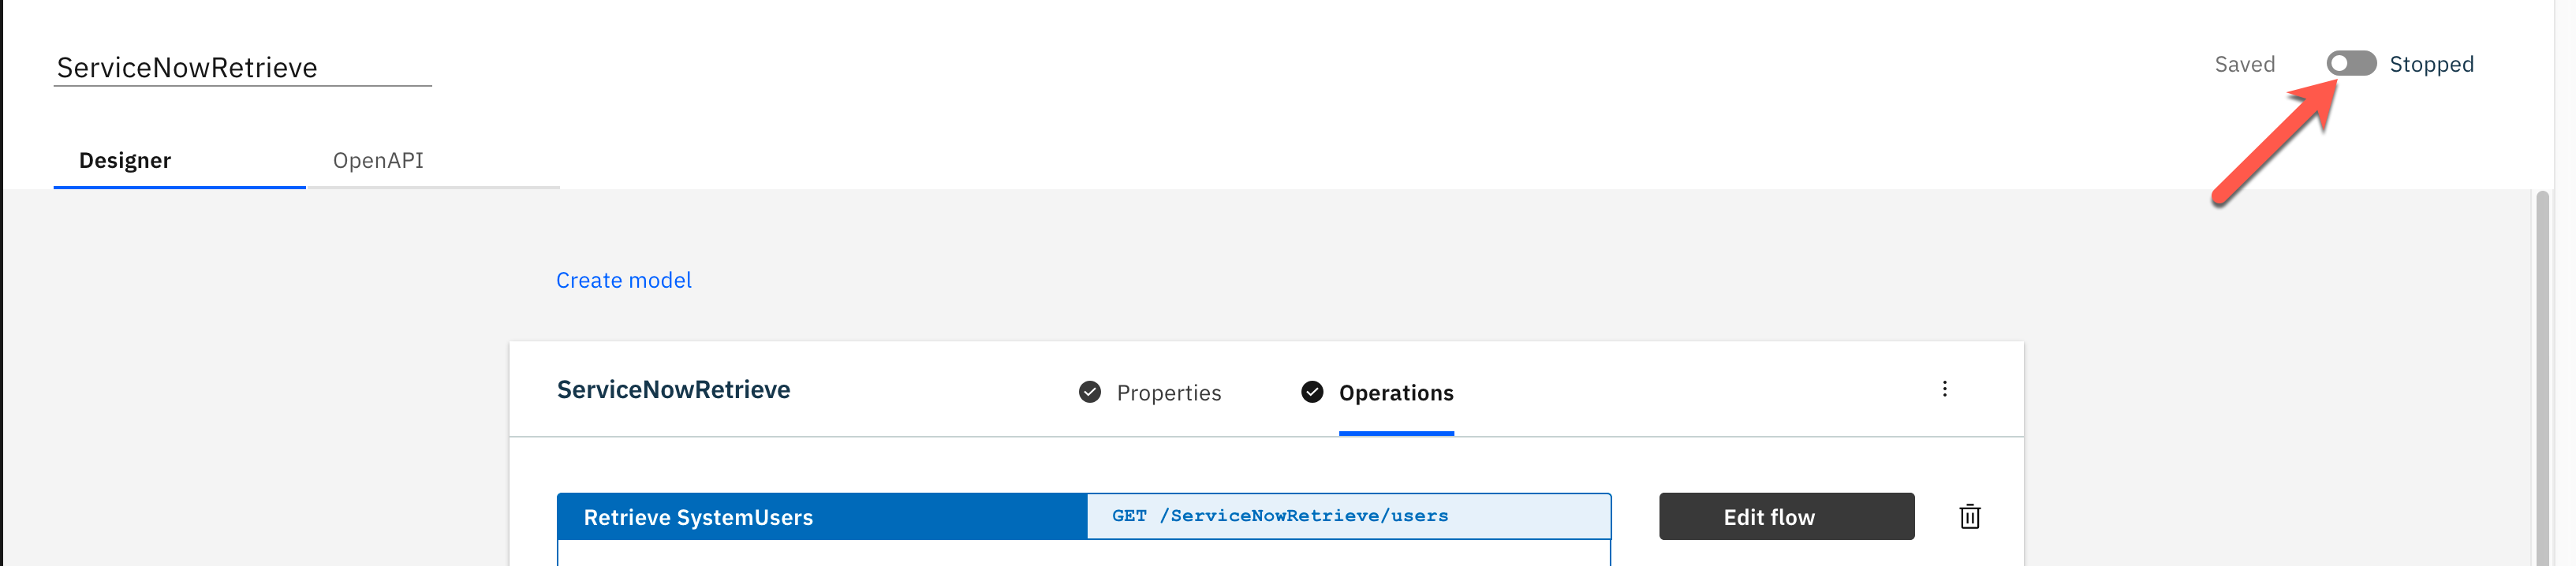 ServiceNowRetrieve
Saved Stopped
Designer OpenAPI
Create model
ServiceNowRetrieve Properties Operations
Retrieve SystemUsers GET /ServiceNowRetrieve/users Edit flow